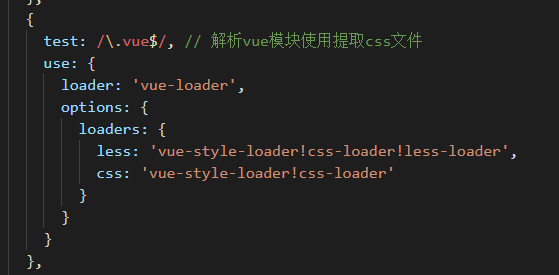 },
{
test: /\.vue$/, // 解析vue模块使用提取css文件
use: {
loader: 'vue-loader',
options: {
loaders: {
less: 'vue-style-loader!css-loader!less-loader',
css: 'vue-style-loader!css-loader'
}
}
}
},